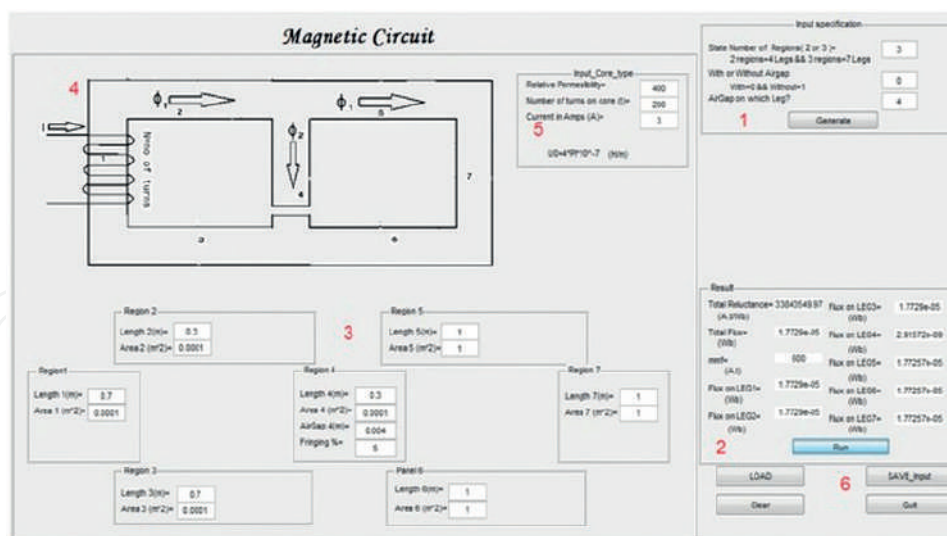 Magnetic Circuit
Input specification
State Number of Regions( 2 or 3 )= 3
2 regions=4 Legs && 3 regions=7 Legs
With or Without Airgap 0
With=0 && Without=1
AirGap on which Leg? 4
1
Generate
4
Φ1
2
Φ1
5
I
1
N=no of turns
Φ2
4
7
3
6
Input_Core_type
Relative Permeability= 400
Number of turns on core (t)= 200
Current in Amps (A)= 3
5
U0=4*PI*10^-7 (H/m)
3
Region 2
Length 2(m)= 0.3
Area 2 (m^2)= 0.0001
Region 5
Length 5(m)= 1
Area 5 (m^2)= 1
Region1
Length 1(m)= 0.7
Area 1 (m^2)= 0.0001
Region 4
Length 4(m)= 0.3
Area 4 (m^2)= 0.0001
AirGap 4(m)= 0.004
Fringing %=
Region 7
Length 7(m)= 1
Area 7 (m^2)= 1
Region 3
Length 3(m)= 0.7
Area 3 (m^2)= 0.0001
Panel 6
Length 6(m)= 1
Area 6 (m^2)= 1
Result
Total Reluctance= 33843549.97
(A.t/Wb)
Flux on LEG3= 1.7729e-05
(Wb)
Total Flux= 1.7729e-05
(Wb)
Flux on LEG4=
(Wb)
mmf= 600
(A.t)
Flux on LEG5= 1.77257e-05
(Wb)
Flux on LEG1= 1.7729e-05
(Wb)
Flux on LEG6= 1.77257e-05
(Wb)
Flux on LEG2= 1.7729e-05
(Wb)
Flux on LEG7= 1.77257e-05
(Wb)
2
Run
LOAD
6
SAVE_Input
Clear
Quit